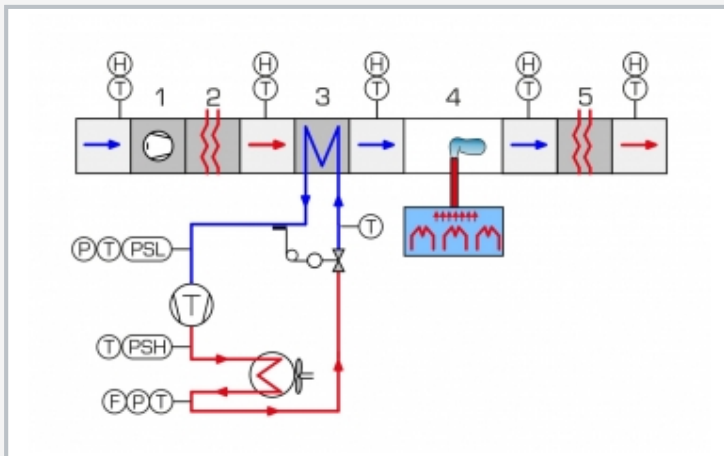 H H H H H
T 1 2 T 3 T 4 T 5 T
T
P T PSL
T
T PSH
F P T